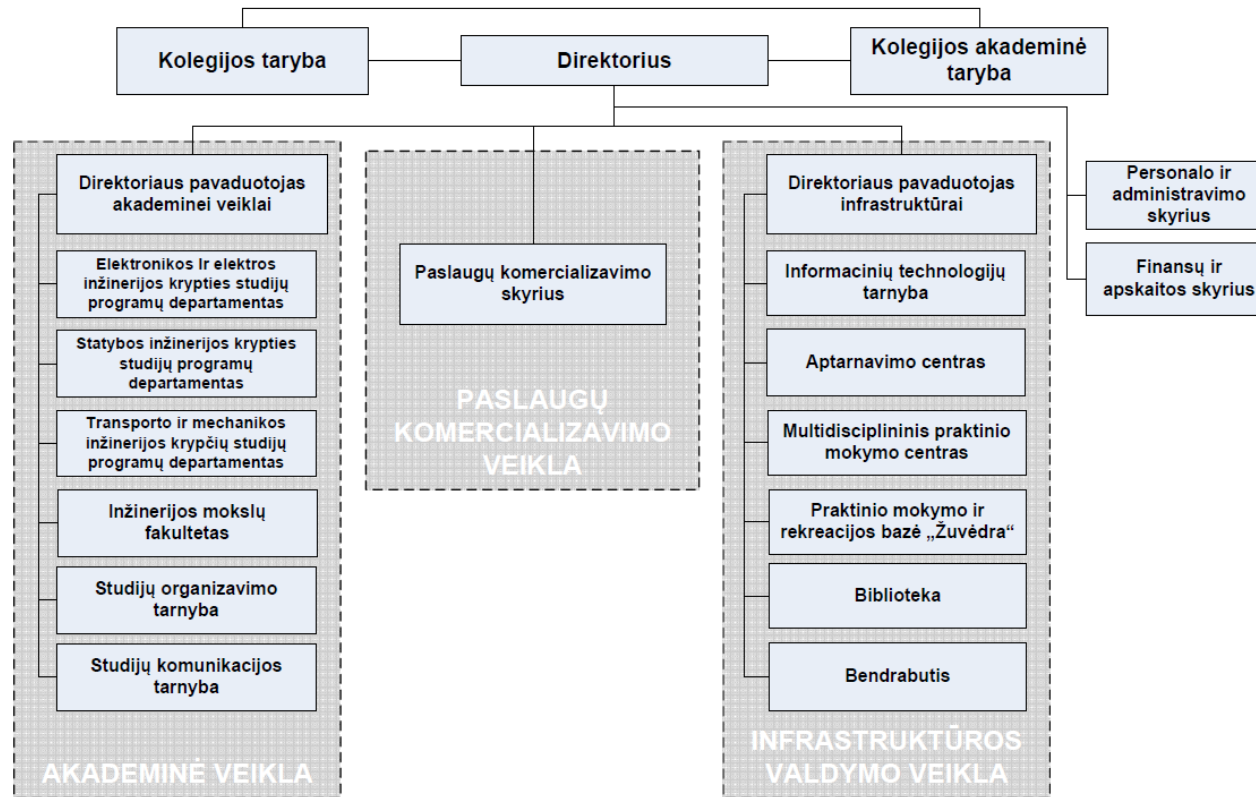 Kolegijos taryba
Direktorius
Kolegijos akademinė
taryba
Direktoriaus pavaduotojas
akademinei veiklai
Elektronikos Ir elektros
inžinerijos krypties studijų
programų departamentas
Statybos inžinerijos krypties
studijų programų
departamentas
Transporto ir mechanikos
inžinerijos krypčių studijų
programų departamentas
Inžinerijos mokslų
fakultetas
Studijų organizavimo
tarnyba
Studijų komunikacijos
tarnyba
AKADEMINĖ VEIKLA
Paslaugų komercializavimo
skyrius
PASLAUGŲ
KOMERCIALIZAVIMO
VEIKLA
Direktoriaus pavaduotojas
infrastruktūrai
Informacinių technologijų
tarnyba
Aptarnavimo centras
Multidisciplininis praktinio
mokymo centras
Praktinio mokymo ir
rekreacijos bazė „Žuvėdra“
Biblioteka
Bendrabutis
INFRASTRUKTŪROS
VALDYMO VEIKLA
Personalo ir
administravimo
skyrius
Finansų ir
apskaitos skyrius